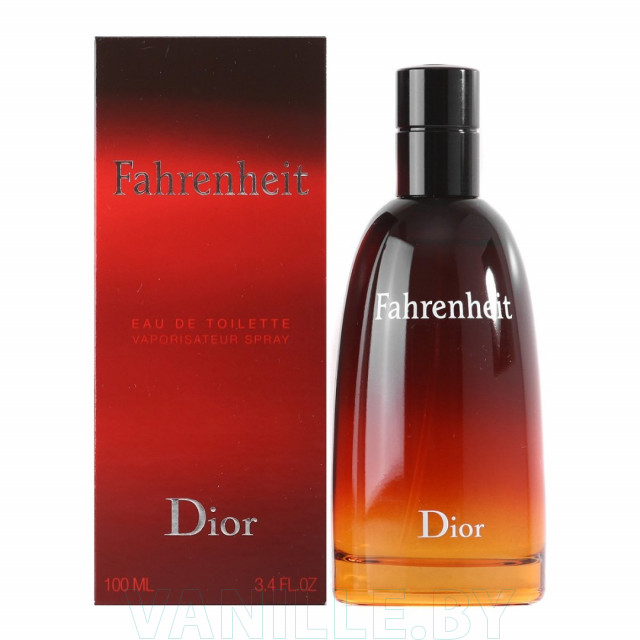 Fahrenheit
EAU DE TOILETTE
VAPORISATEUR SPRAY
Dior
100 ML 3.4 FL.OZ
Fahrenheit
Dior
VANILLE.BY